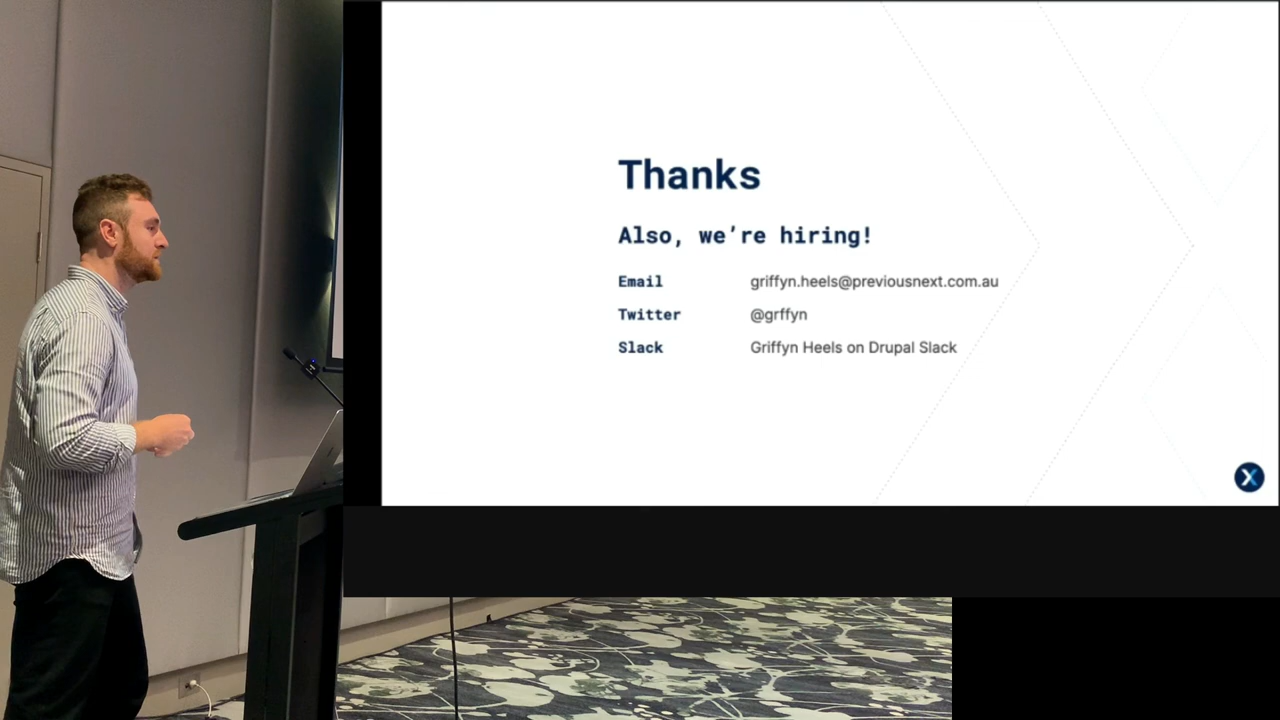 Thanks
Also, we’re hiring!
Email griffyn.heels@previousnext.com.au
Twitter @grffyn
Slack Griffyn Heels on Drupal Slack